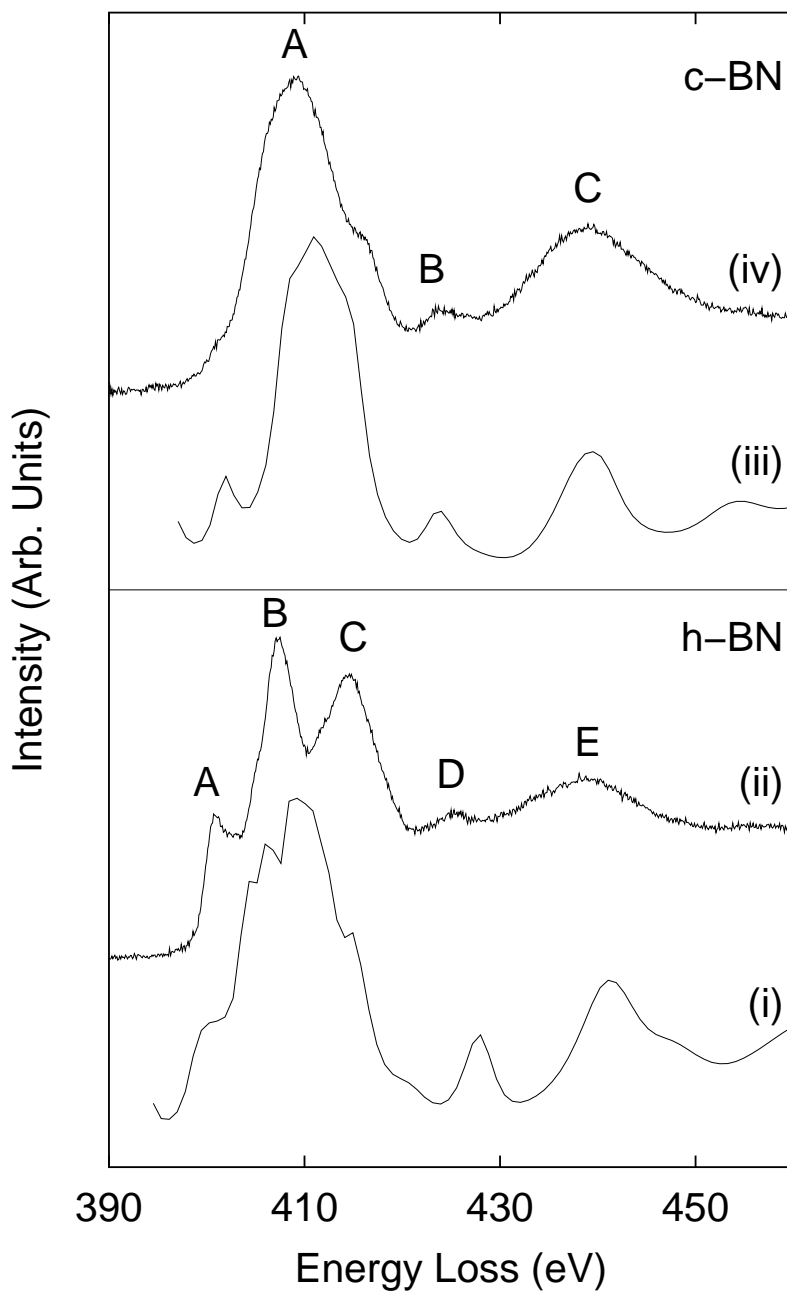 A
c–BN
C
B
(iv)
(iii)
B
h–BN
C
E
A
D
(ii)
(i)
Intensity (Arb. Units)
390 410 430 450
Energy Loss (eV)